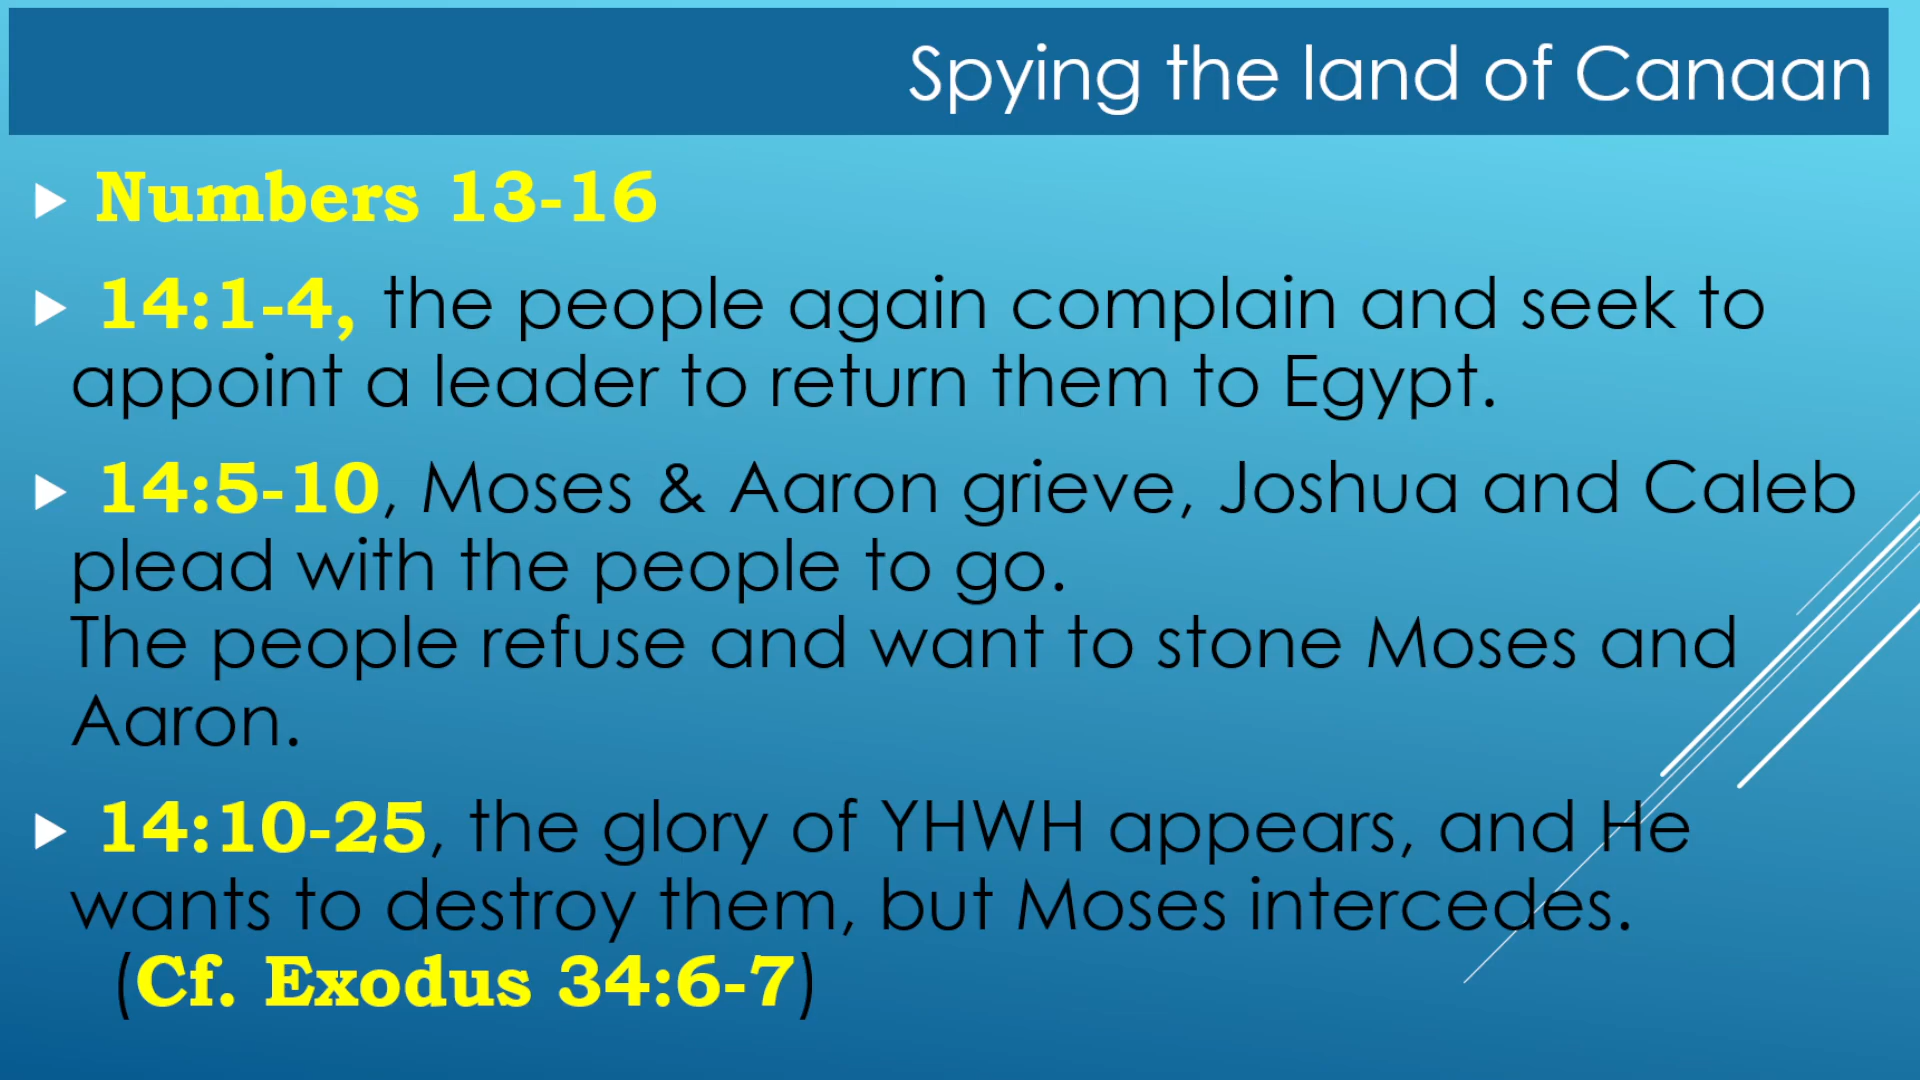 Spying the land of Canaan
Numbers 13-16
14:1-4, the people again complain and seek to
appoint a leader to return them to Egypt.
14:5-10, Moses & Aaron grieve, Joshua and Caleb
plead with the people to go.
The people refuse and want to stone Moses and
Aaron.
14:10-25, the glory of YHWH appears, and He
wants to destroy them, but Moses intercedes.
(Cf. Exodus 34:6-7)